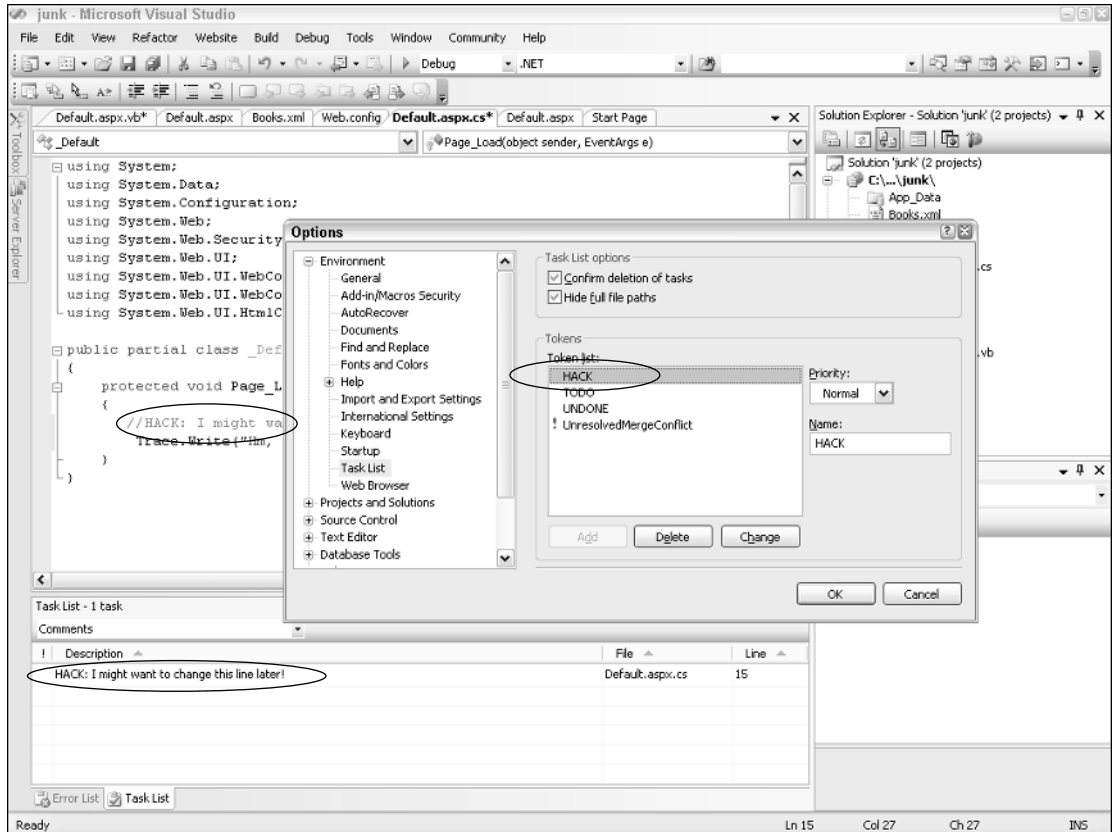 junk - Microsoft Visual Studio
File Edit View Refactor Website Build Debug Tools Window Community Help
Debug .NET
Default.aspx.vb* Default.aspx Books.xml Web.config Default.aspx.cs* Default.aspx Start Page
Solution Explorer - Solution 'junk' (2 projects)
_Default Page_Load(object sender, EventArgs e)
Toolbox
Server Explorer
Solution 'junk' (2 projects)
C:\...\junk\
App_Data
Books.xml
.cs
.vb
using System;
using System.Data;
using System.Configuration;
using System.Web;
using System.Web.Security
using System.Web.UI;
using System.Web.UI.WebCo
using System.Web.UI.WebCo
using System.Web.UI.HtmlC
public partial class _Def
{
protected void Page_L
{
//HACK: I might wa
Trace.Write("Hm,
}
}
Options
Environment
General
Add-in/Macros Security
AutoRecover
Documents
Find and Replace
Fonts and Colors
Help
Import and Export Settings
International Settings
Keyboard
Startup
Task List
Web Browser
Projects and Solutions
Source Control
Text Editor
Database Tools
Task List options
Confirm deletion of tasks
Hide full file paths
Tokens
Token list:
HACK
TODO
UNDONE
! UnresolvedMergeConflict
Priority:
Normal
Name:
HACK
Add Delete Change
OK Cancel
Task List - 1 task
Comments
! Description File Line
HACK: I might want to change this line later! Default.aspx.cs 15
Error List Task List
Ready Ln 15 Col 27 Ch 27 INS